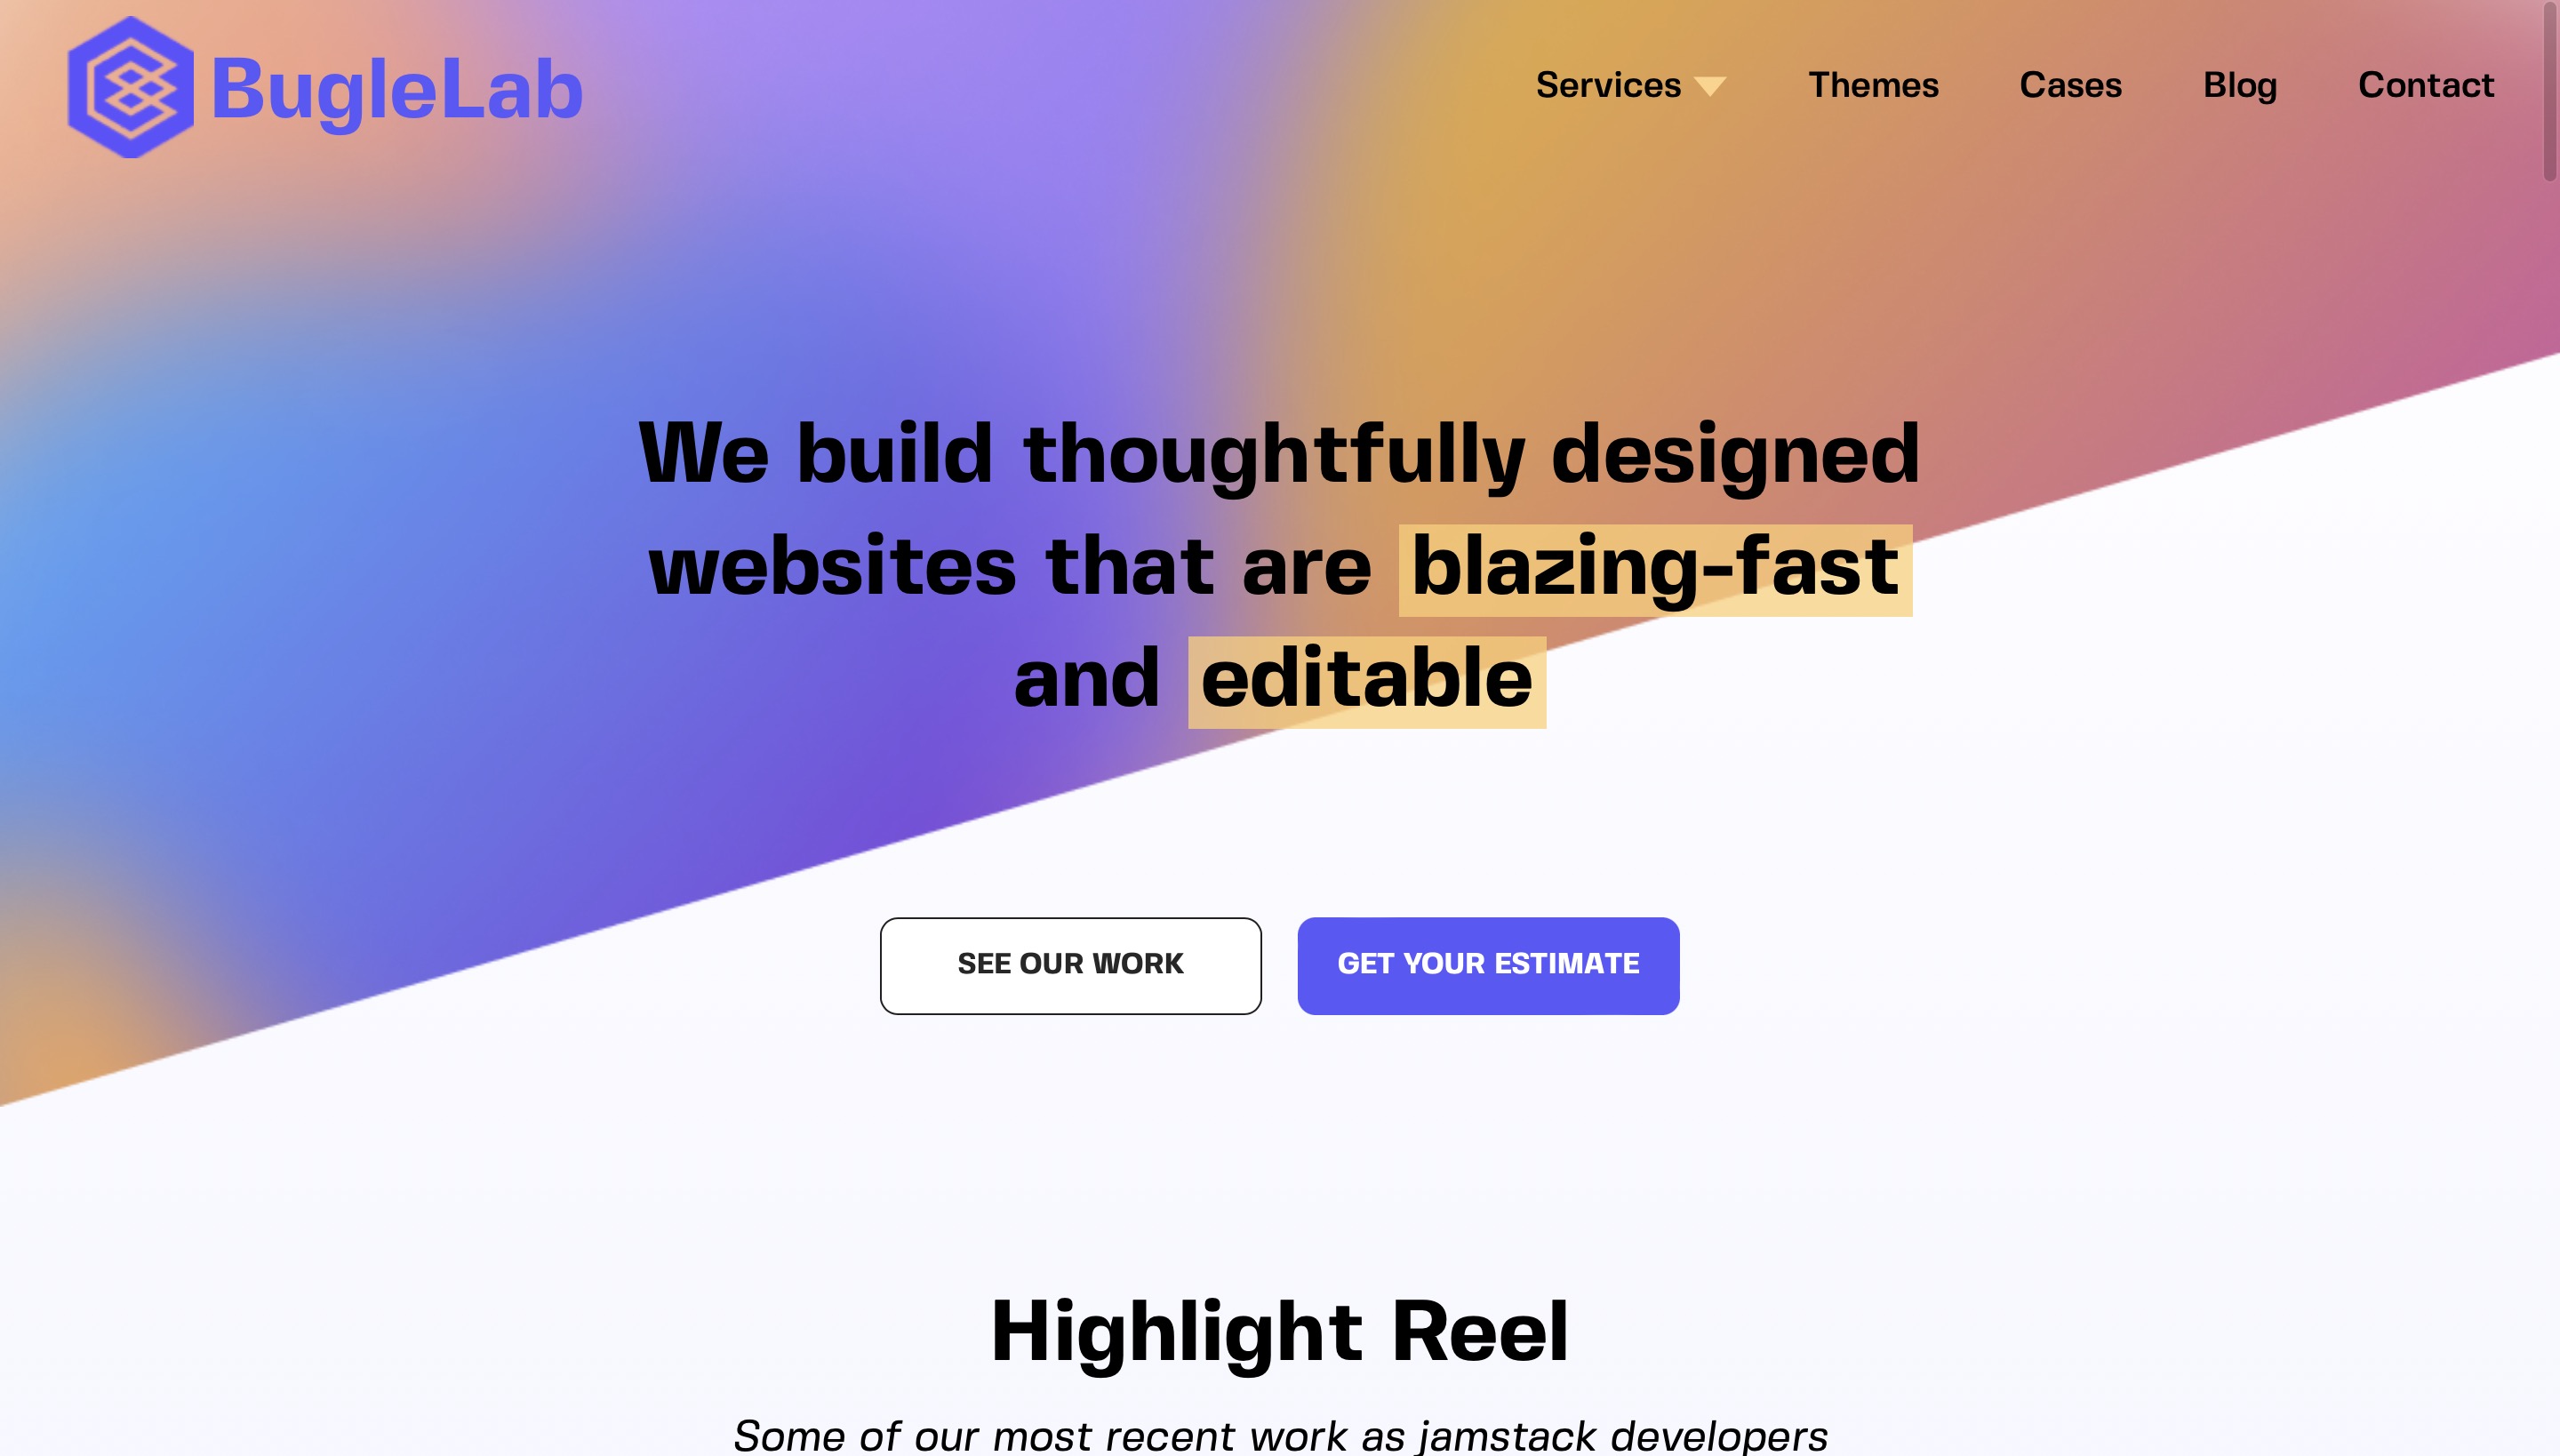 BugleLab
Services
Themes
Cases
Blog
Contact
We build thoughtfully designed
websites that are blazing-fast
and editable
SEE OUR WORK
GET YOUR ESTIMATE
Highlight Reel
Some of our most recent work as jamstack developers